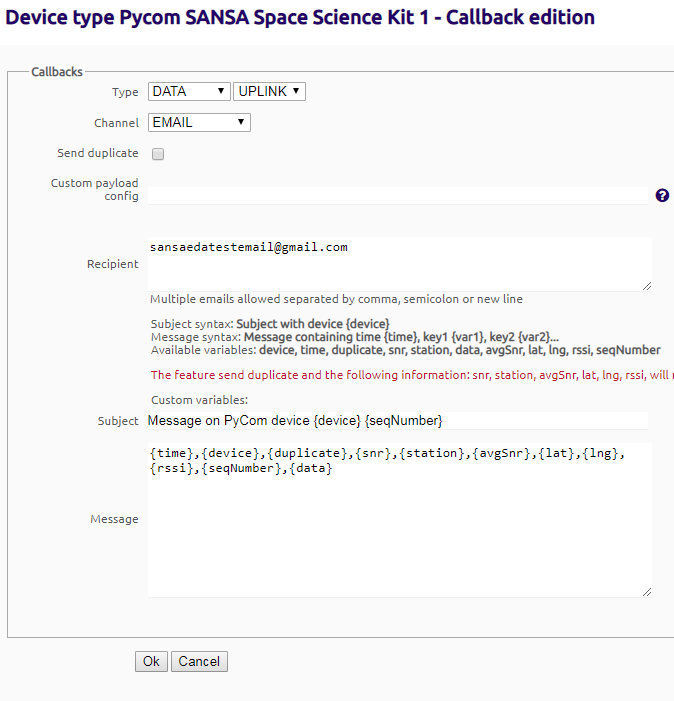 Device type Pycom SANSA Space Science Kit 1 - Callback edition
Callbacks
Type DATA UPLINK
Channel EMAIL
Send duplicate
Custom payload
config
?
Recipient
sansaedatestemail@gmail.com
Multiple emails allowed separated by comma, semicolon or new line
Subject syntax: Subject with device {device}
Message syntax: Message containing time {time}, key1 {var1}, key2 {var2}...
Available variables: device, time, duplicate, snr, station, data, avgSnr, lat, lng, rssi, seqNumber
The feature send duplicate and the following information: snr, station, avgSnr, lat, lng, rssi, will
Custom variables:
Subject Message on PyCom device {device} {seqNumber}
Message
{time},{device},{duplicate},{snr},{station},{avgSnr},{lat},{lng},
{rssi},{seqNumber},{data}
Ok Cancel